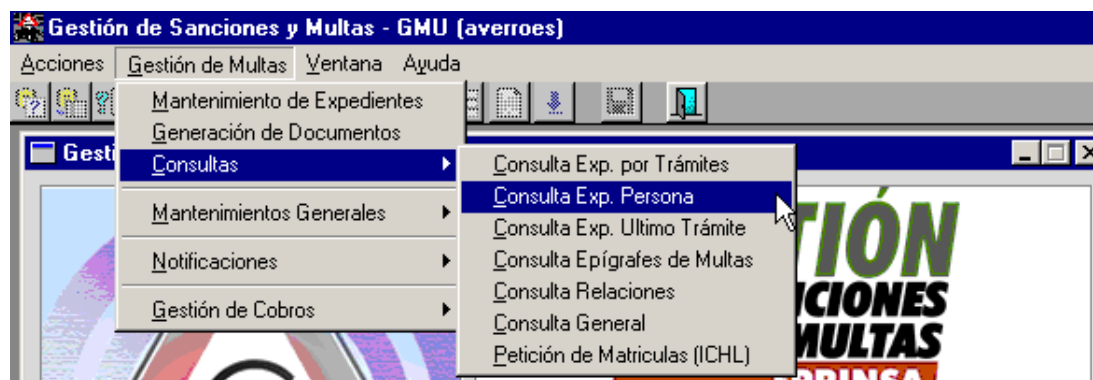 Gestión de Sanciones y Multas - GMU (averroes)
Acciones Gestión de Multas Ventana Ayuda
Mantenimiento de Expedientes
Generación de Documentos
Consultas
Mantenimientos Generales
Notificaciones
Gestión de Cobros
Consulta Exp. por Trámites
Consulta Exp. Persona
Consulta Exp. Ultimo Trámite
Consulta Epígrafes de Multas
Consulta Relaciones
Consulta General
Petición de Matriculas (ICHL)
Gesti
TIÓN
CIONES
MULTAS